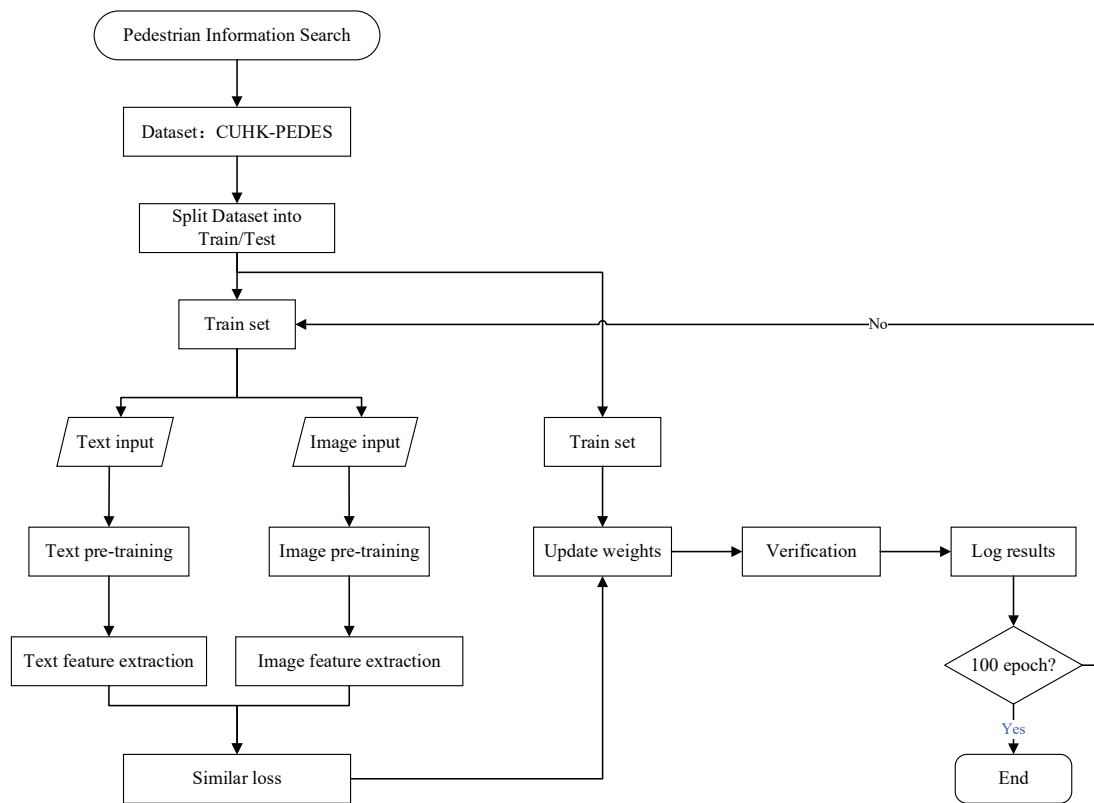 Pedestrian Information Search
Dataset：CUHK-PEDES
Split Dataset into
Train/Test
Train set
No
Text input
Image input
Train set
Text pre-training
Image pre-training
Update weights
Verification
Log results
Text feature extraction
Image feature extraction
100 epoch?
Yes
Similar loss
End